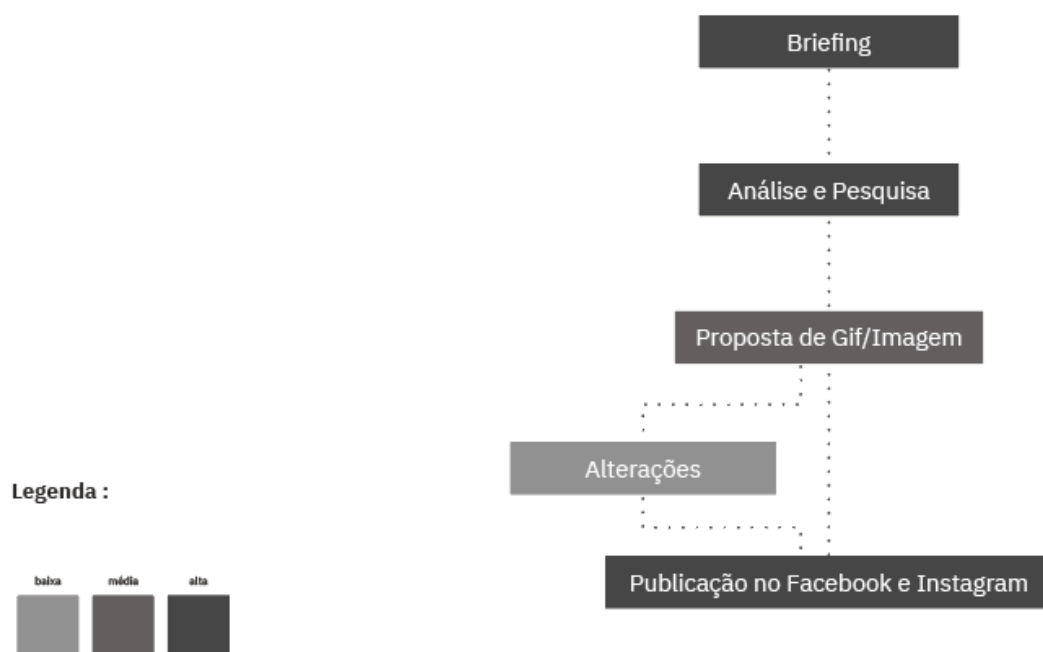 Briefing
Análise e Pesquisa
Proposta de Gif/Imagem
Alterações
Legenda :
Publicação no Facebook e Instagram
baixa média alta